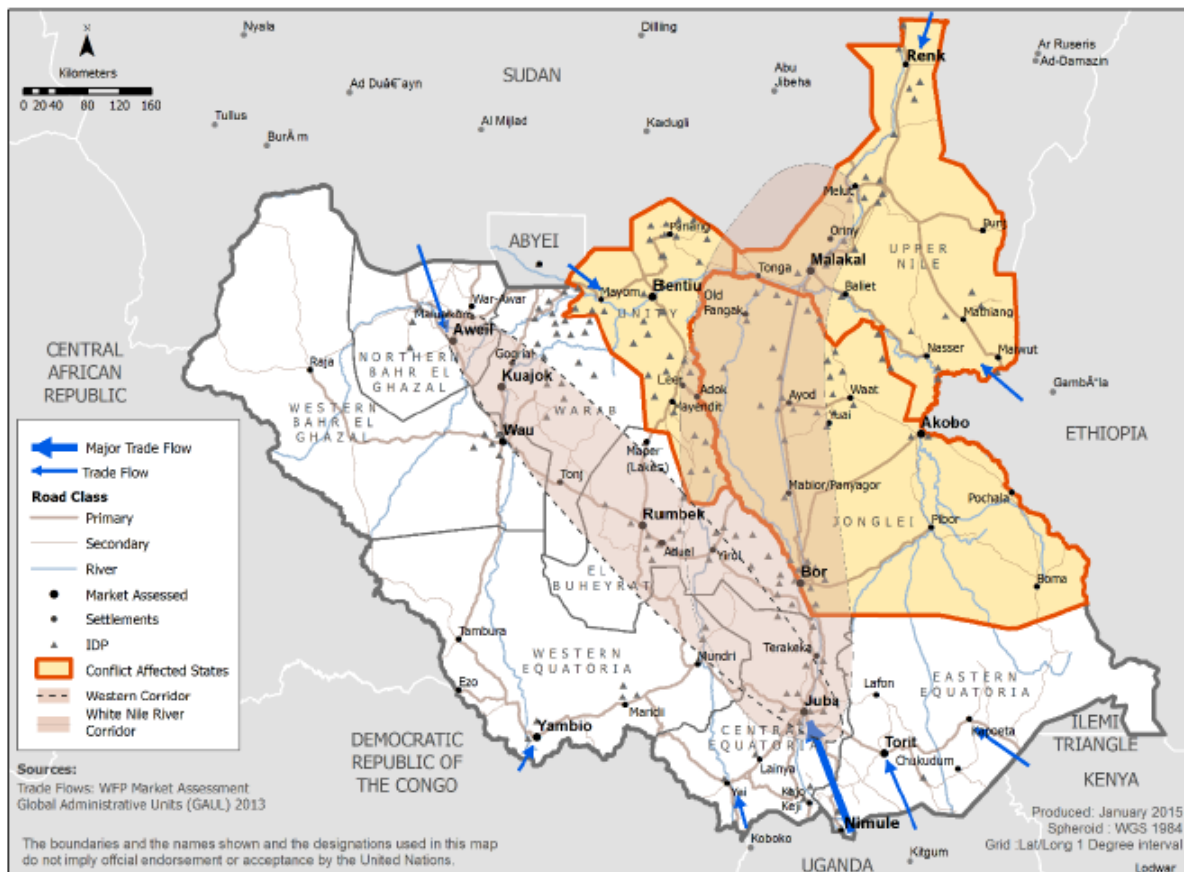 Nyala
Dilling
N
Kilometers
0 20 40 80 120 160
SUDAN
Ad Duâ€˜ayn
Abu
Jibeha
Ar Ruseris
Ad-Damazin
Renk
Tullus
BurÃ m
Al Mijlad
Kadugli
Melut
ABYEI
Panang
Oriny
Bunj
UPPER
NILE
Malakal
Tonga
Bentiu
Mayom
UNITY
Old
Fangak
Baliet
War-Awar
Aweil
Mathiang
Nasser
Maiwut
GambÃªla
CENTRAL
AFRICAN
REPUBLIC
Raja
NORTHERN
BAHR EL
GHAZAL
Gogrial
Kuajok
WARAB
Leer
Adok
Mayendit
Ayod
Waat
Yuai
Akobo
ETHIOPIA
WESTERN
BAHR EL
GHAZAL
Wau
Maper
(Lakes)
Tonj
Mabior/Panyagor
Pochala
Rumbek
JONGLEI
Pibor
Aduel
Yirol
EL
BUHEYRAT
Bor
Boma
Tambura
WESTERN
EQUATORIA
Mundri
Terakeka
EASTERN
EQUATORIA
Lafon
Ezo
Maridi
Juba
Yambio
Kapoeta
ILEMI
TRIANGLE
CENTRAL
EQUATORIA
Torit
Chukudum
DEMOCRATIC
REPUBLIC OF
THE CONGO
Lainya
Yei
Kajo
Keji
KENYA
Nimule
Koboko
UGANDA
Kitgum
Lodwar
Major Trade Flow
Trade Flow
Road Class
Primary
Secondary
River
Market Assessed
Settlements
IDP
Conflict Affected States
Western Corridor
White Nile River
Corridor
Sources:
Trade Flows: WFP Market Assessment
Global Administrative Units (GAUL) 2013
The boundaries and the names shown and the designations used in this map
do not imply offcial endorsement or acceptance by the United Nations.
Produced: January 2015
Spheroid : WGS 1984
Grid :Lat/Long 1 Degree interval